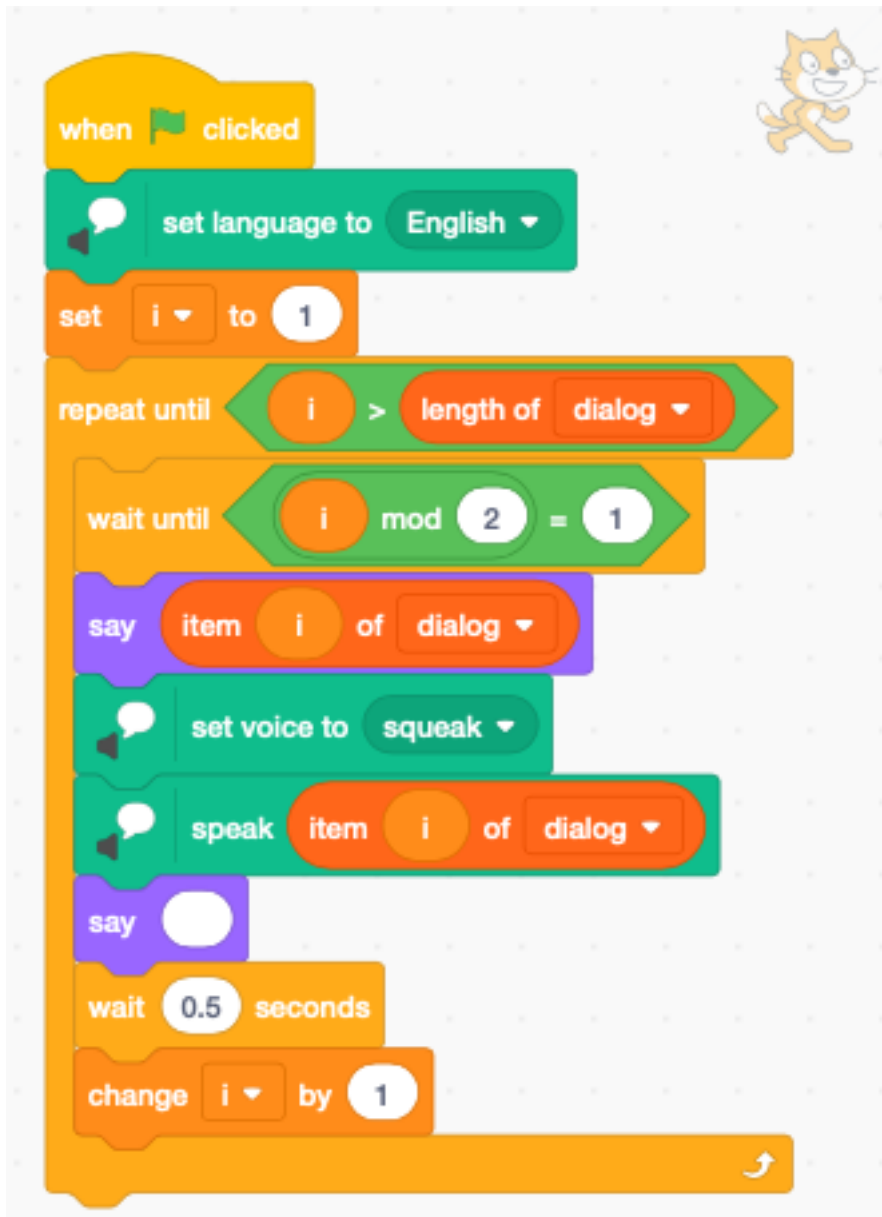 when clicked
set language to English
set i to 1
repeat until i > length of dialog
wait until i mod 2 = 1
say item i of dialog
set voice to squeak
speak item i of dialog
say
wait 0.5 seconds
change i by 1